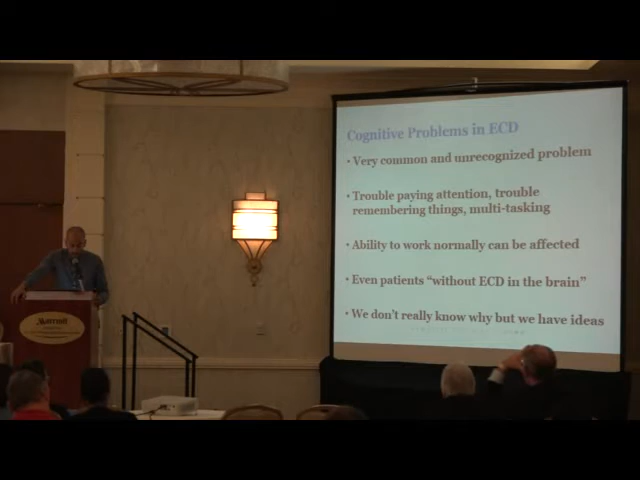 Cognitive Problems in ECD
• Very common and unrecognized problem
• Trouble paying attention, trouble
remembering things, multi-tasking
• Ability to work normally can be affected
• Even patients “without ECD in the brain”
• We don’t really know why but we have ideas
Marriott